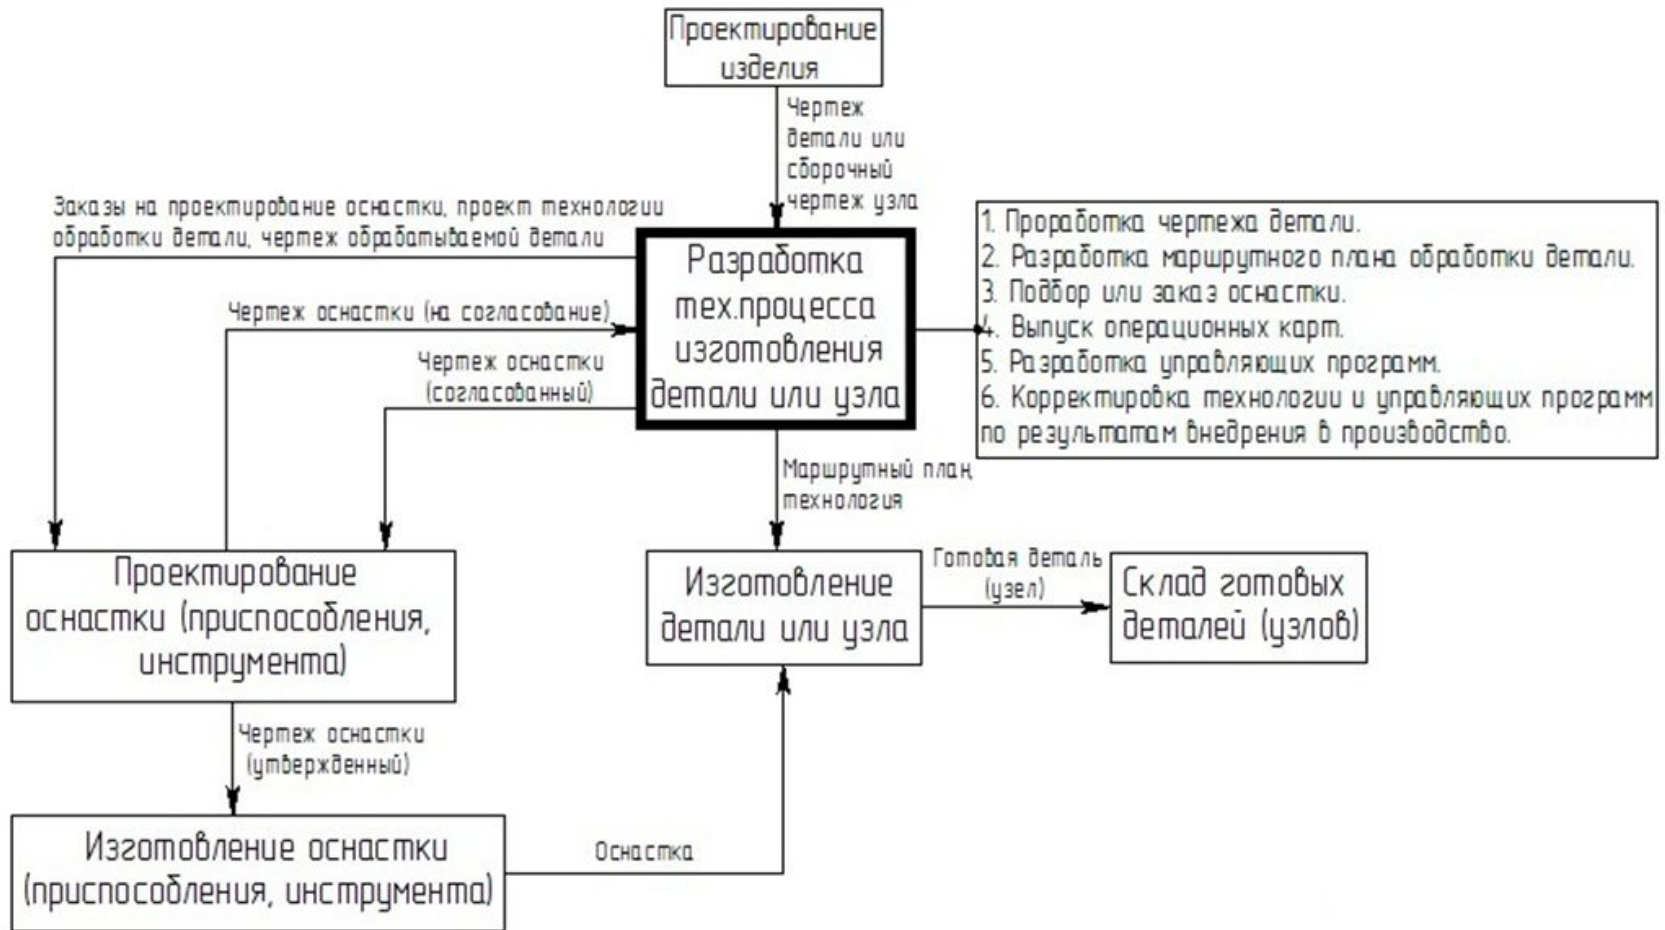 Проектирование
изделия
Чертеж
детали или
сборочный
чертеж узла
Заказы на проектирование оснастки, проект технологии
обработки детали, чертеж обрабатываемой детали
Разработка
тех.процесса
изготовления
детали или узла
Чертеж оснастки (на согласование)
Чертеж оснастки
(согласованный)
1. Проработка чертежа детали.
2. Разработка маршрутного плана обработки детали.
3. Подбор или заказ оснастки.
4. Выпуск операционных карт.
5. Разработка управляющих программ.
6. Корректировка технологии и управляющих программ
по результатам внедрения в производство.
Маршрутный план,
технология
Проектирование
оснастки (приспособления,
инструмента)
Изготовление
детали или узла
Готовая деталь
(узел)
Склад готовых
деталей (узлов)
Чертеж оснастки
(утвержденный)
Изготовление оснастки
(приспособления, инструмента)
Оснастка